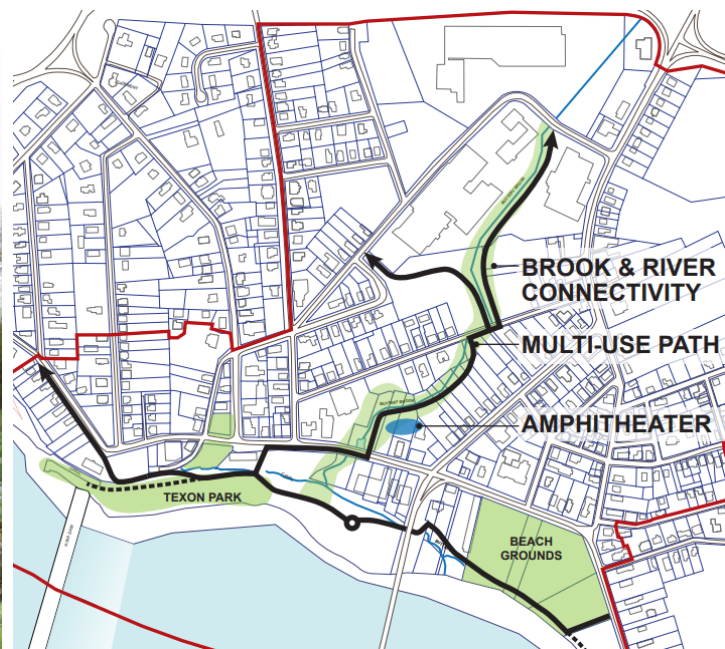 BROOK & RIVER
CONNECTIVITY
MULTI-USE PATH
AMPHITHEATER
TEXON PARK
BEACH
GROUNDS